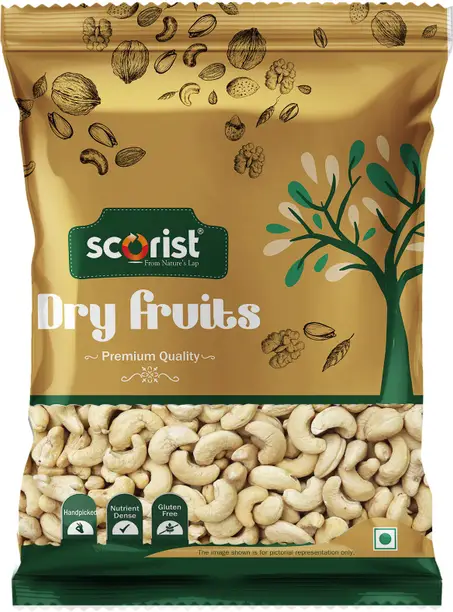 scorist®
From Nature's Lap
Dry fruits
Premium Quality
Handpicked
Nutrient
Dense
Gluten
Free
The image shown is for pictorial representation only.